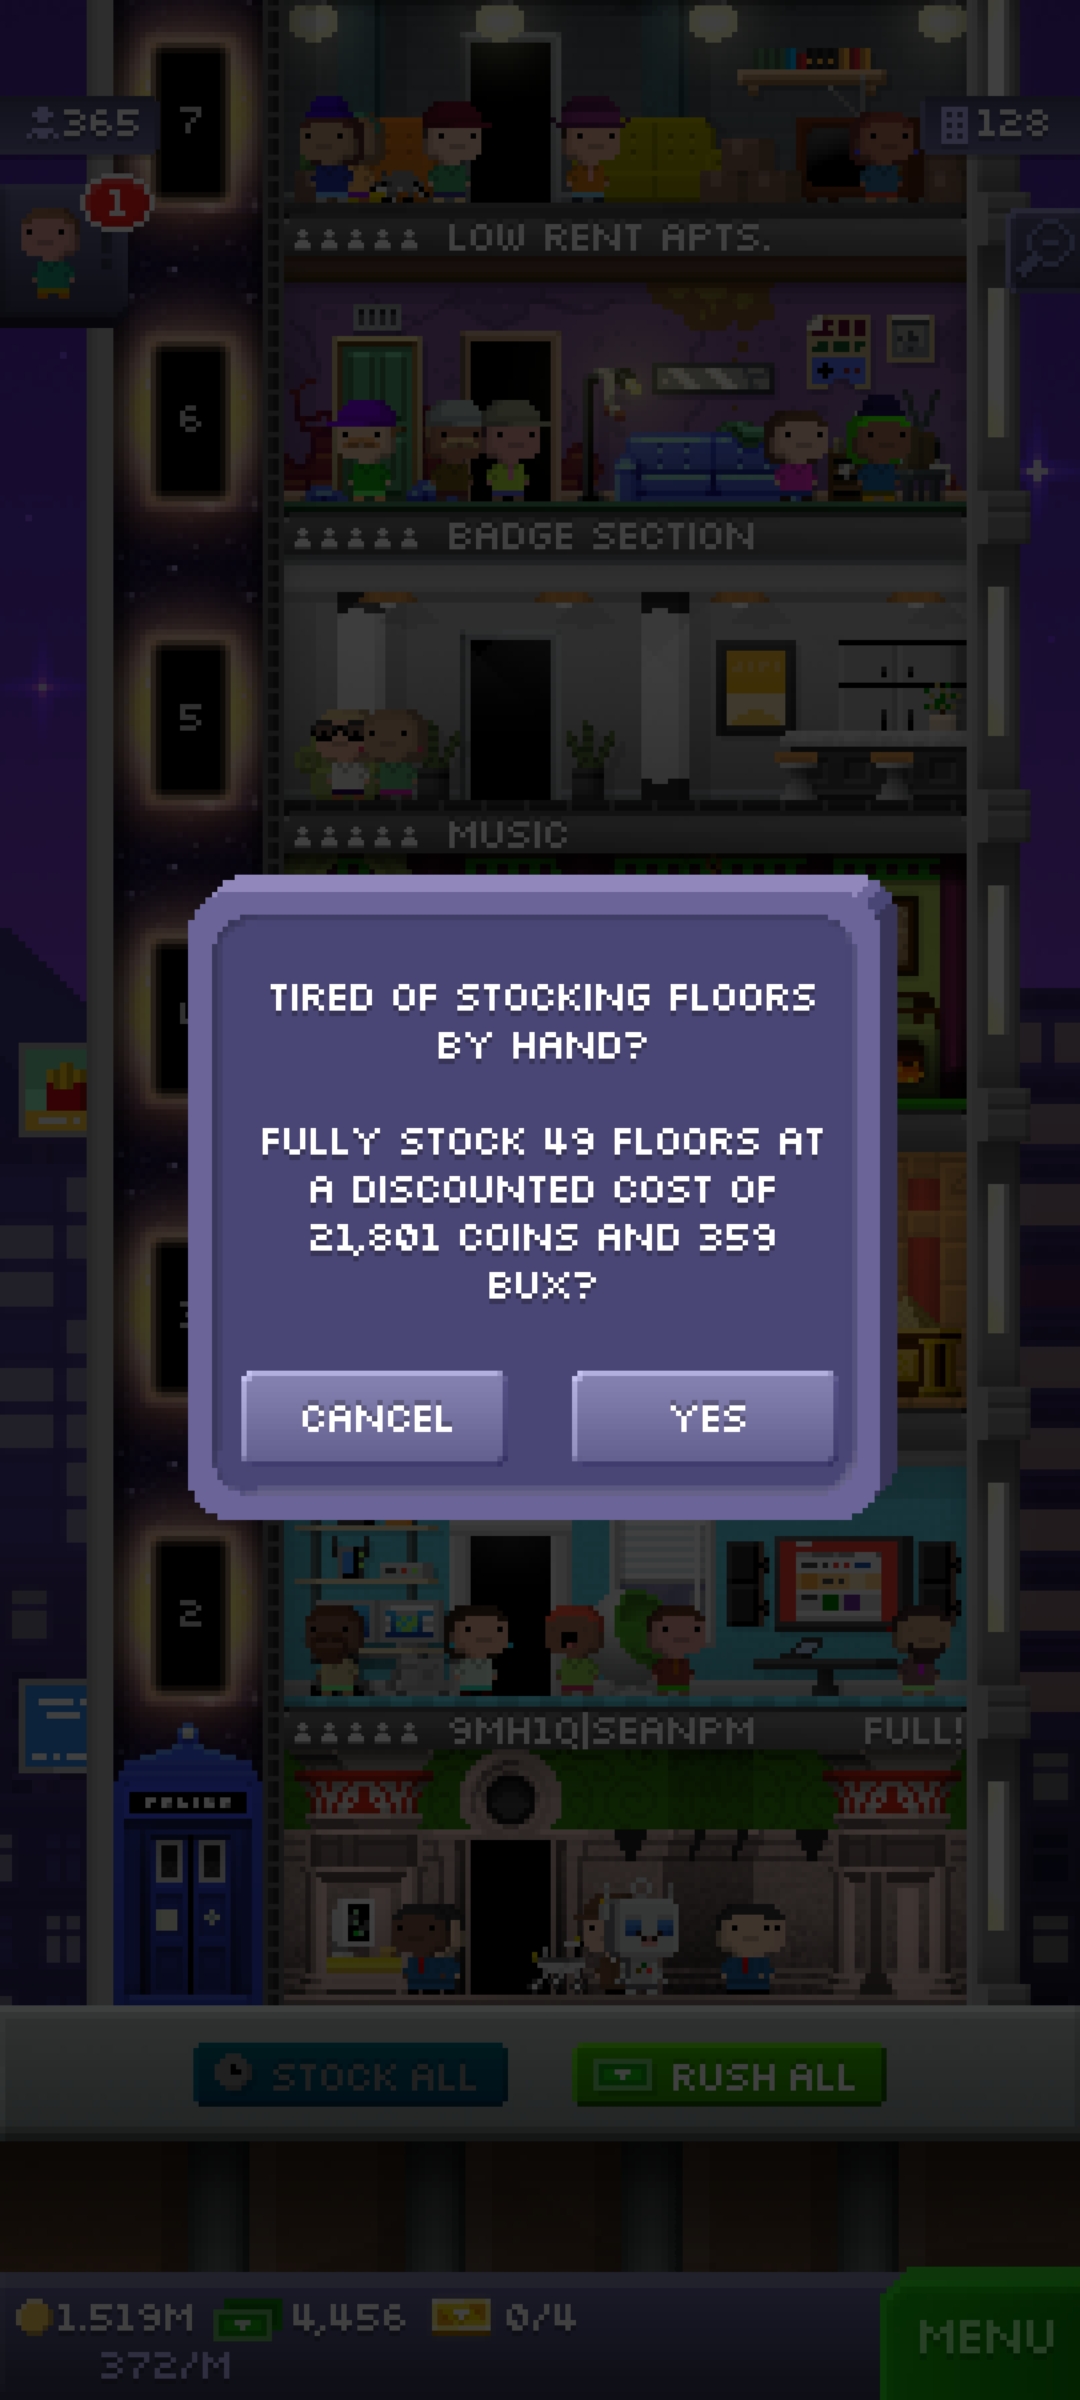 7
365
128
1
LOW RENT APTS.
6
BADGE SECTION
5
MUSIC
TIRED OF STOCKING FLOORS
BY HAND?
FULLY STOCK 49 FLOORS AT
A DISCOUNTED COST OF
21,801 COINS AND 359
BUX?
CANCEL
YES
2
9MH1Q|SEANPM
FULL!
POLICE
STOCK ALL
RUSH ALL
1.519M
4,456
0/4
372/M
MENU